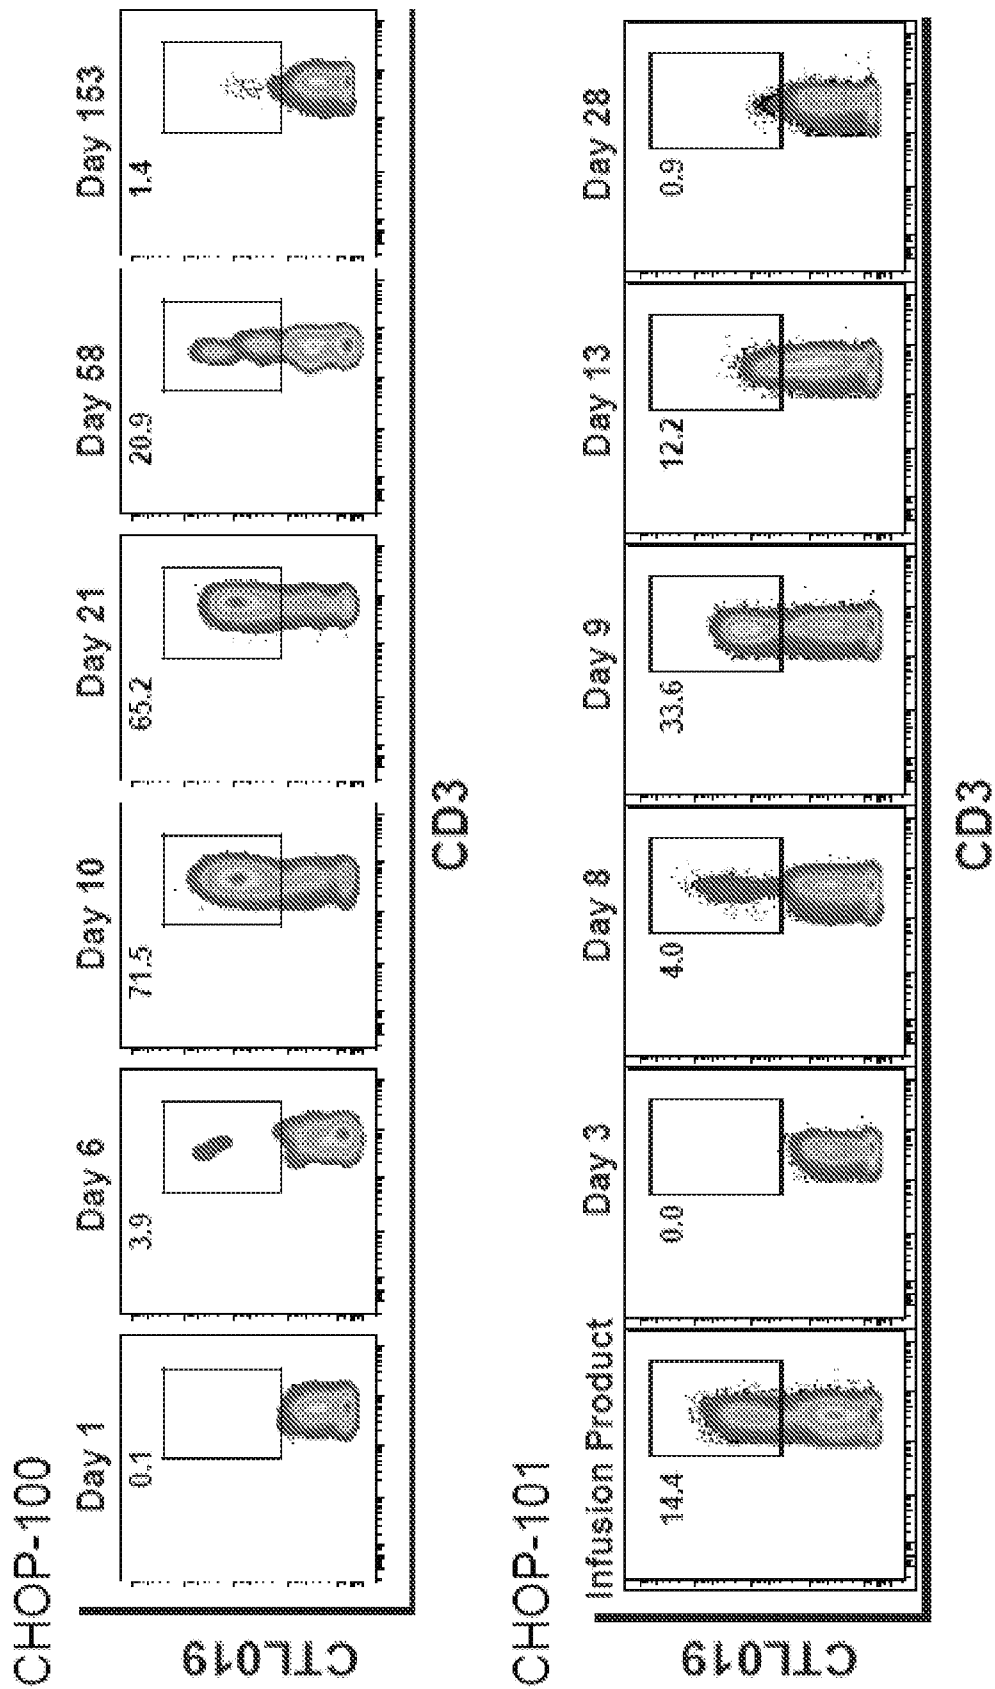 CHOP-100
Day 1 Day 6 Day 10 Day 21 Day 58 Day 153
0.1 3.9 71.5 65.2 20.9 1.4
CTL019
CD3
CHOP-101
Infusion Product Day 3 Day 8 Day 9 Day 13 Day 28
14.4 0.0 4.0 33.6 12.2 0.9
CTL019
CD3